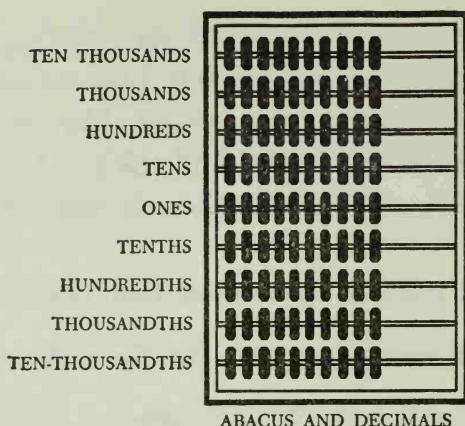 TEN THOUSANDS
THOUSANDS
HUNDREDS
TENS
ONES
TENTHS
HUNDREDTHS
THOUSANDTHS
TEN-THOUSANDTHS
ABACUS AND DECIMALS